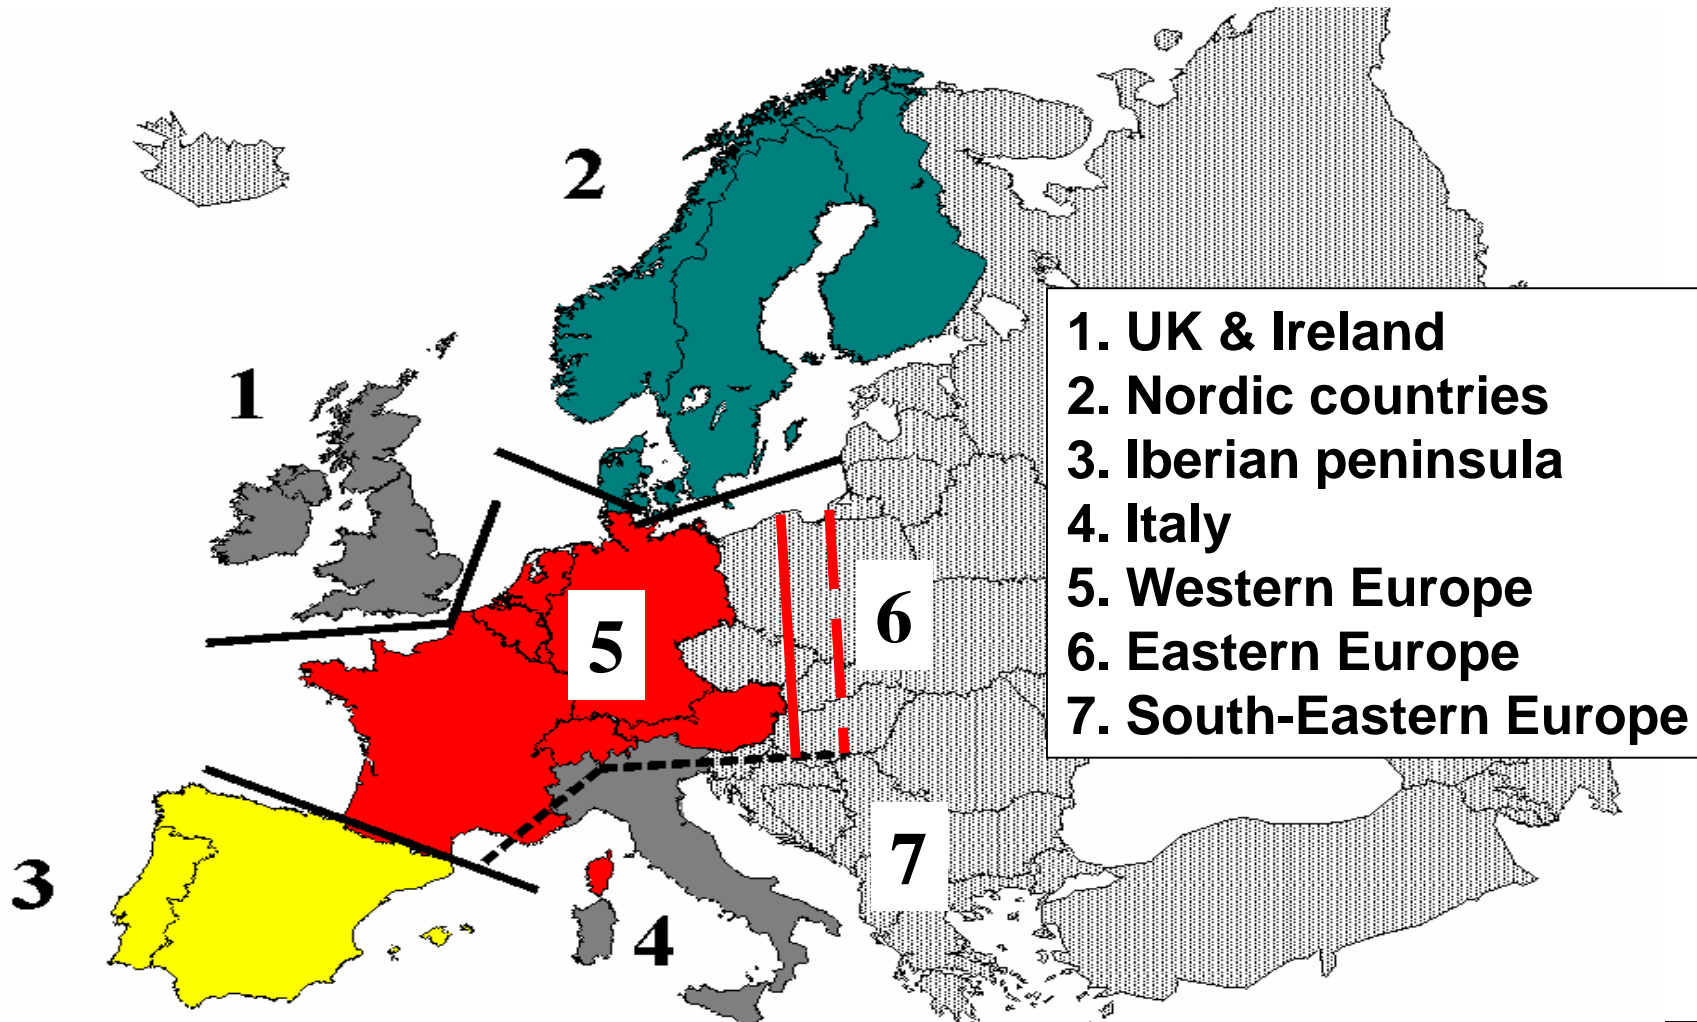 2
1
1. UK & Ireland
2. Nordic countries
3. Iberian peninsula
4. Italy
5. Western Europe
6. Eastern Europe
7. South-Eastern Europe
5
6
7
3
4